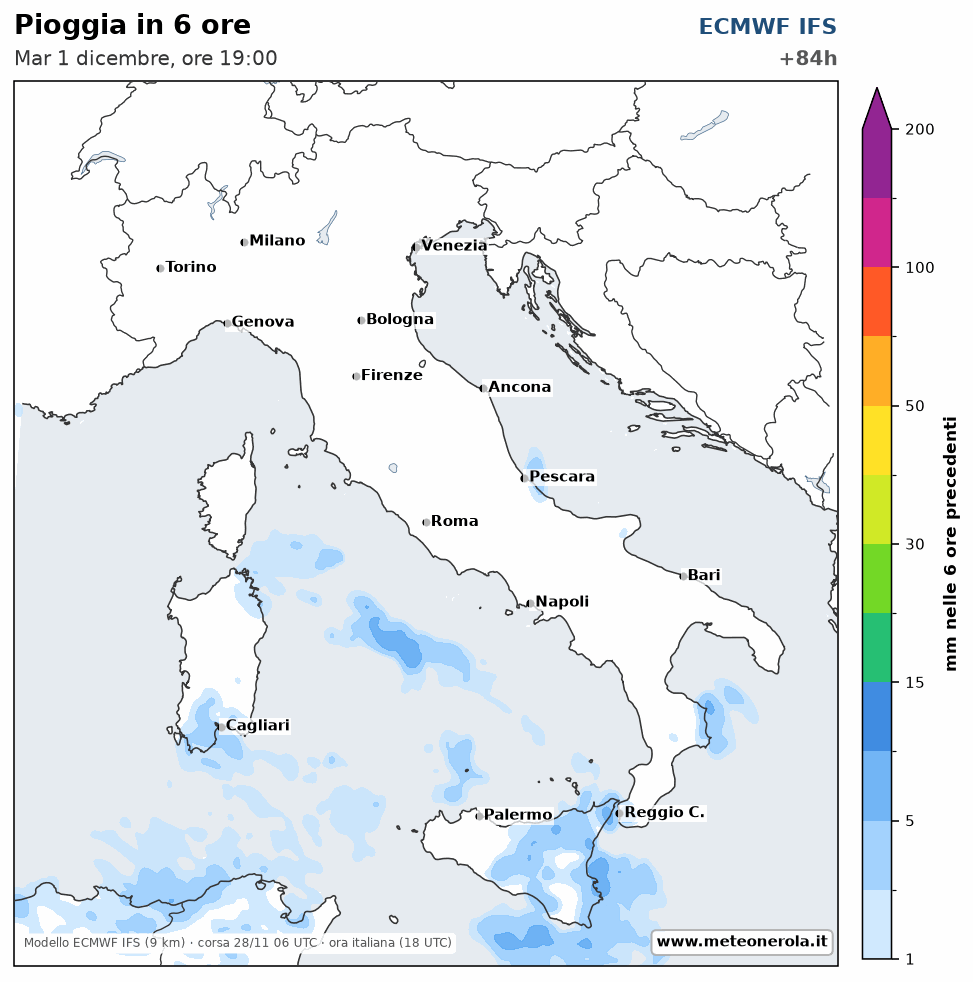 Pioggia in 6 ore
ECMWF IFS
Mar 1 dicembre, ore 19:00
+84h
200
100
50
30
15
5
1
mm nelle 6 ore precedenti
Milano
Venezia
Torino
Genova
Bologna
Firenze
Ancona
Pescara
Roma
Bari
Napoli
Cagliari
Palermo
Reggio C.
Modello ECMWF IFS (9 km) · corsa 28/11 06 UTC · ora italiana (18 UTC)
www.meteonerola.it